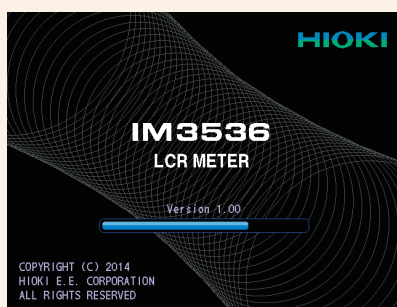 HIOKI
IM3536
LCR METER
Version 1.00
COPYRIGHT (C) 2014
HIOKI E.E. CORPORATION
ALL RIGHTS RESERVED